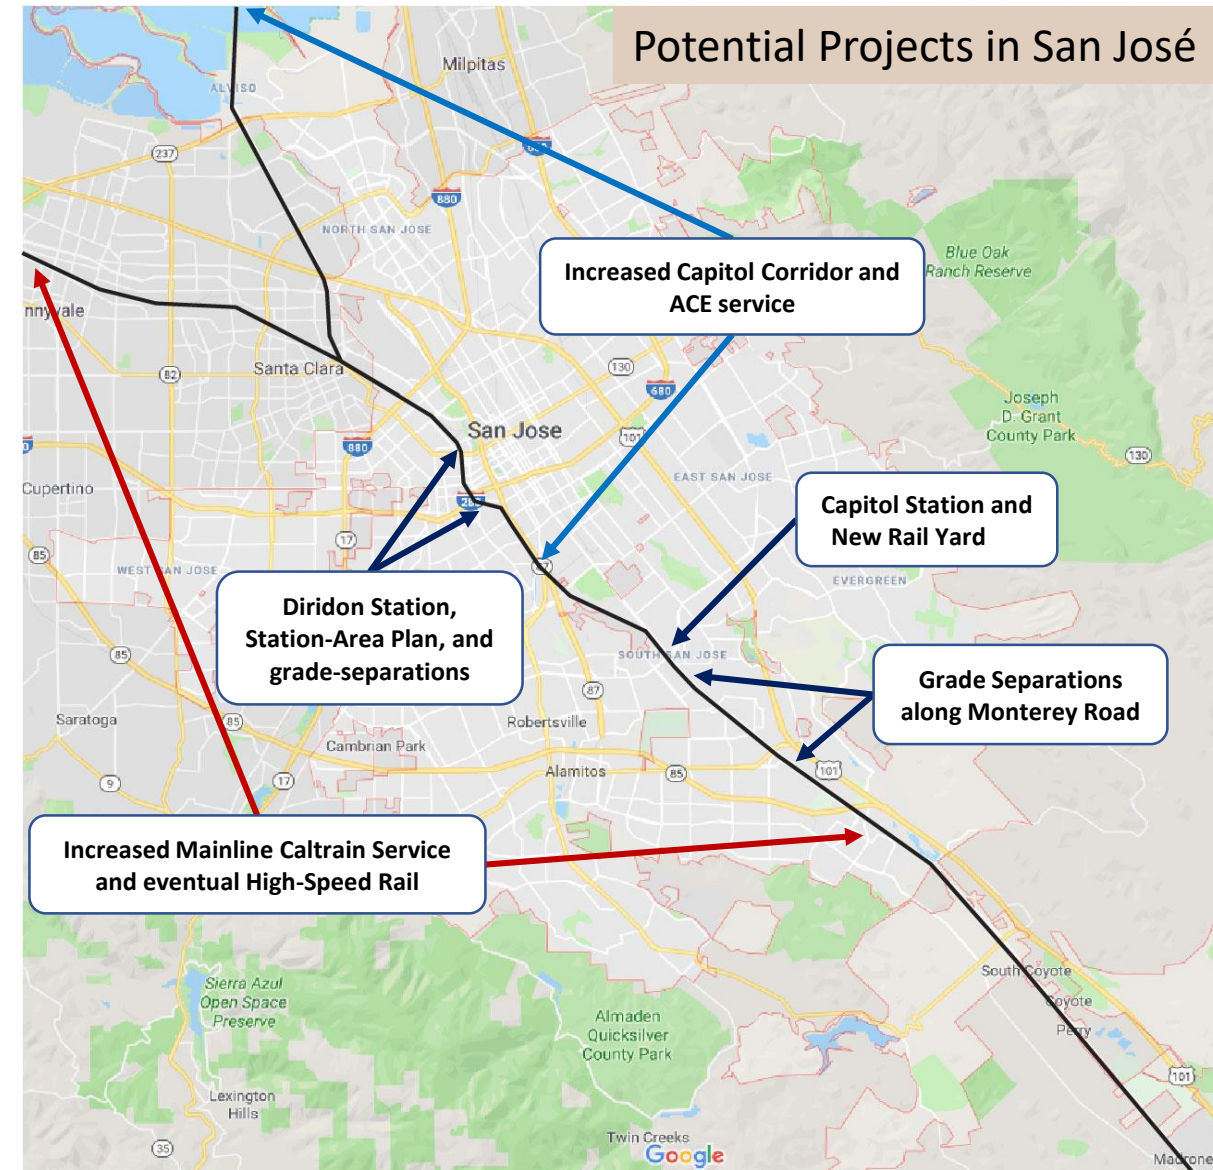 Potential Projects in San José
Milpitas
ALVISO
237
880
NORTH SAN JOSE
Blue Oak
Ranch Reserve
Increased Capitol Corridor and
ACE service
nnyvale
Santa Clara
82
130
680
Joseph
D. Grant
County Park
San Jose
101
880
130
EAST SAN JOSE
Cupertino
280
Capitol Station and
New Rail Yard
17
85
WEST SAN JOSE
87
EVERGREEN
Diridon Station,
Station-Area Plan, and
grade-separations
85
SOUTH SAN JOSE
Grade Separations
along Monterey Road
87
Saratoga
85
Robertsville
Cambrian Park
Alamitos
85
101
9
17
Increased Mainline Caltrain Service
and eventual High-Speed Rail
South Coyote
Sierra Azul
Open Space
Preserve
Coyote
Perry
Almaden
Quicksilver
County Park
101
Lexington
Hills
Twin Creeks
35
Google
Madrone